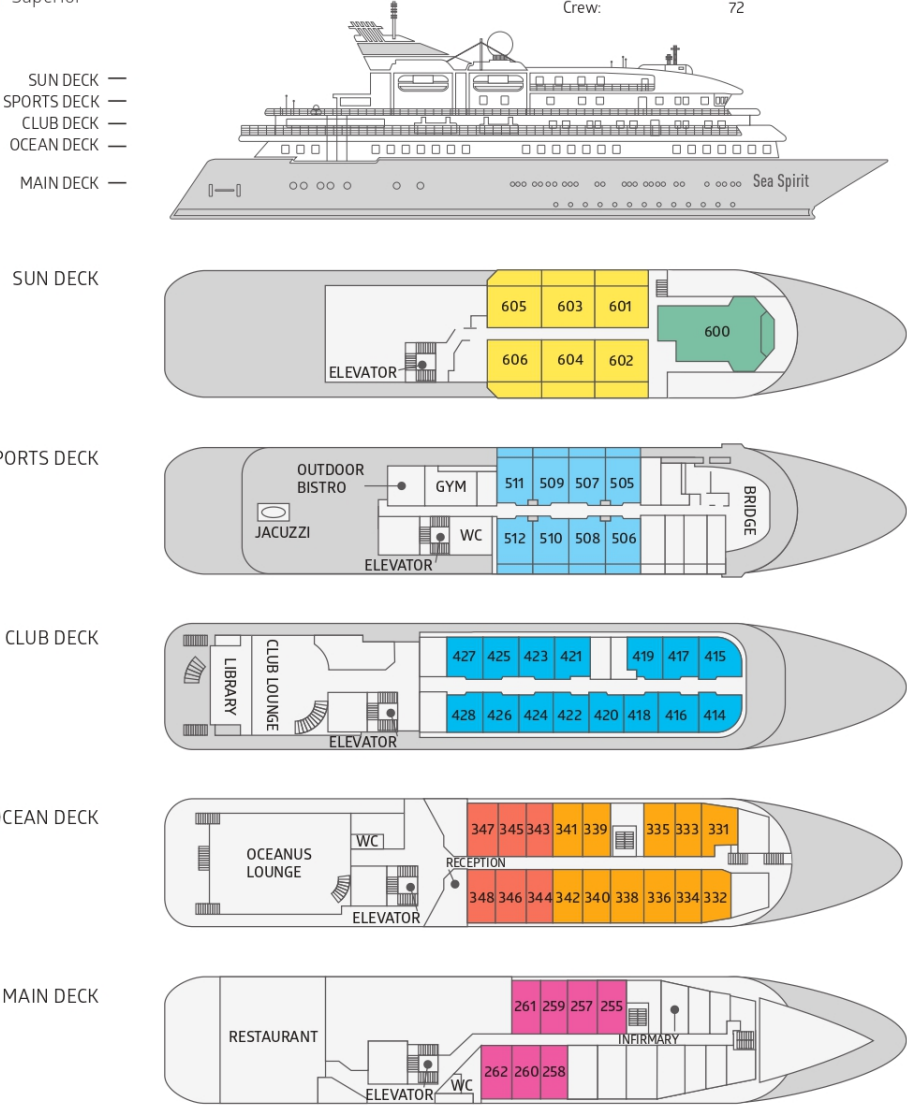 Superior
Crew: 72
SUN DECK
SPORTS DECK
CLUB DECK
OCEAN DECK
MAIN DECK
Sea Spirit
SUN DECK
605 603 601
600
606 604 602
ELEVATOR
PORTS DECK
OUTDOOR
BISTRO
GYM
511 509 507 505
BRIDGE
JACUZZI
WC
512 510 508 506
ELEVATOR
CLUB DECK
LIBRARY
CLUB LOUNGE
427 425 423 421 419 417 415
428 426 424 422 420 418 416 414
ELEVATOR
OCEAN DECK
WC
347 345 343 341 339 335 333 331
OCEANUS
LOUNGE
RECEPTION
348 346 344 342 340 338 336 334 332
ELEVATOR
MAIN DECK
261 259 257 255
RESTAURANT
INFIRMARY
262 260 258
WC
ELEVATOR